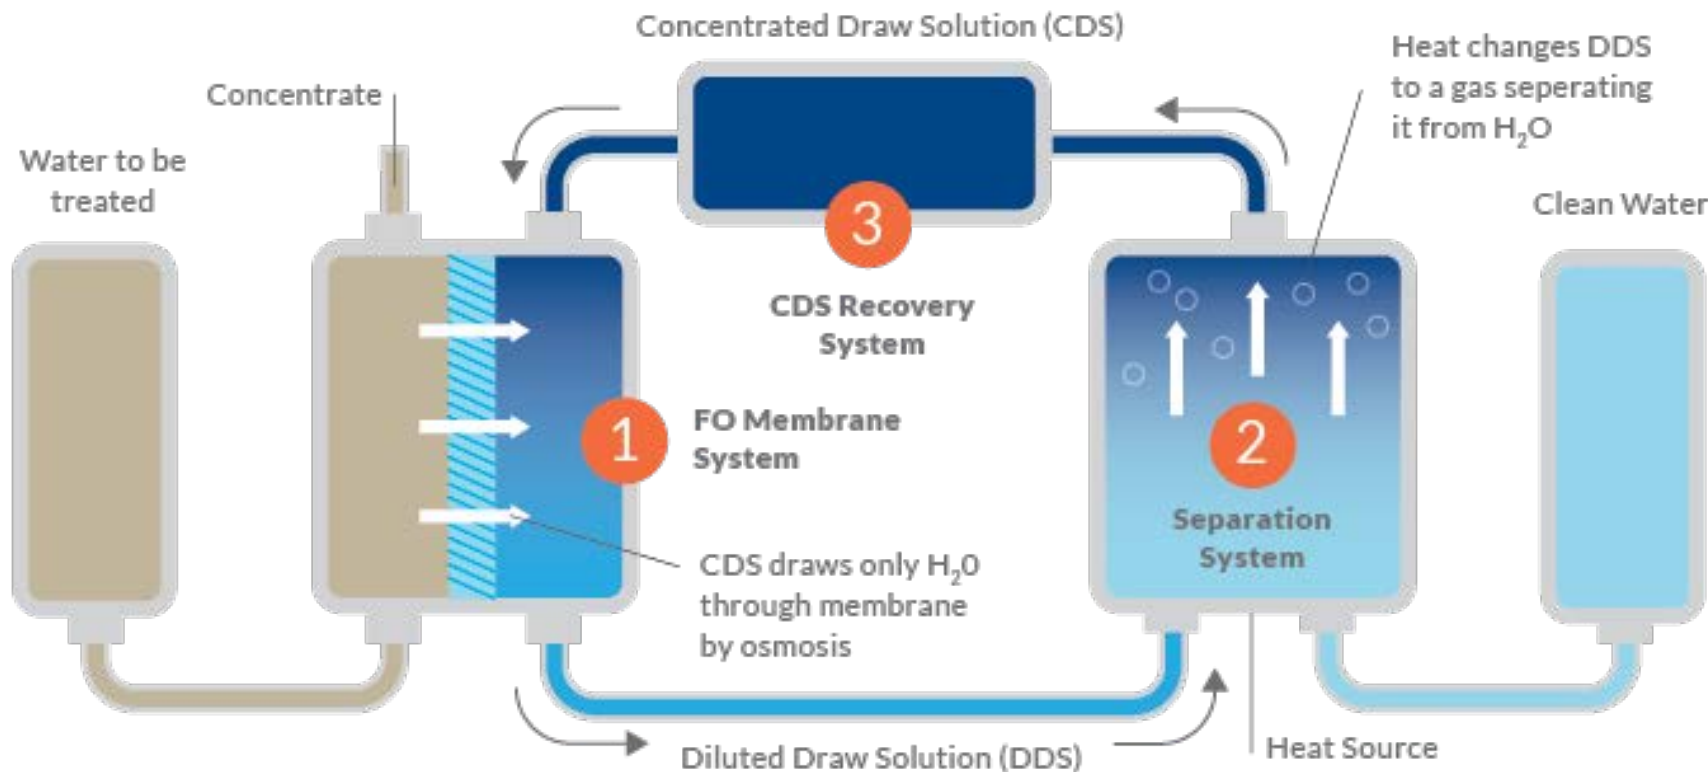 Concentrated Draw Solution (CDS)
Heat changes DDS
to a gas seperating
it from H₂O
Concentrate
Water to be
treated
Clean Water
3
CDS Recovery
System
1
FO Membrane
System
2
Separation
System
CDS draws only H₂0
through membrane
by osmosis
Diluted Draw Solution (DDS)
Heat Source